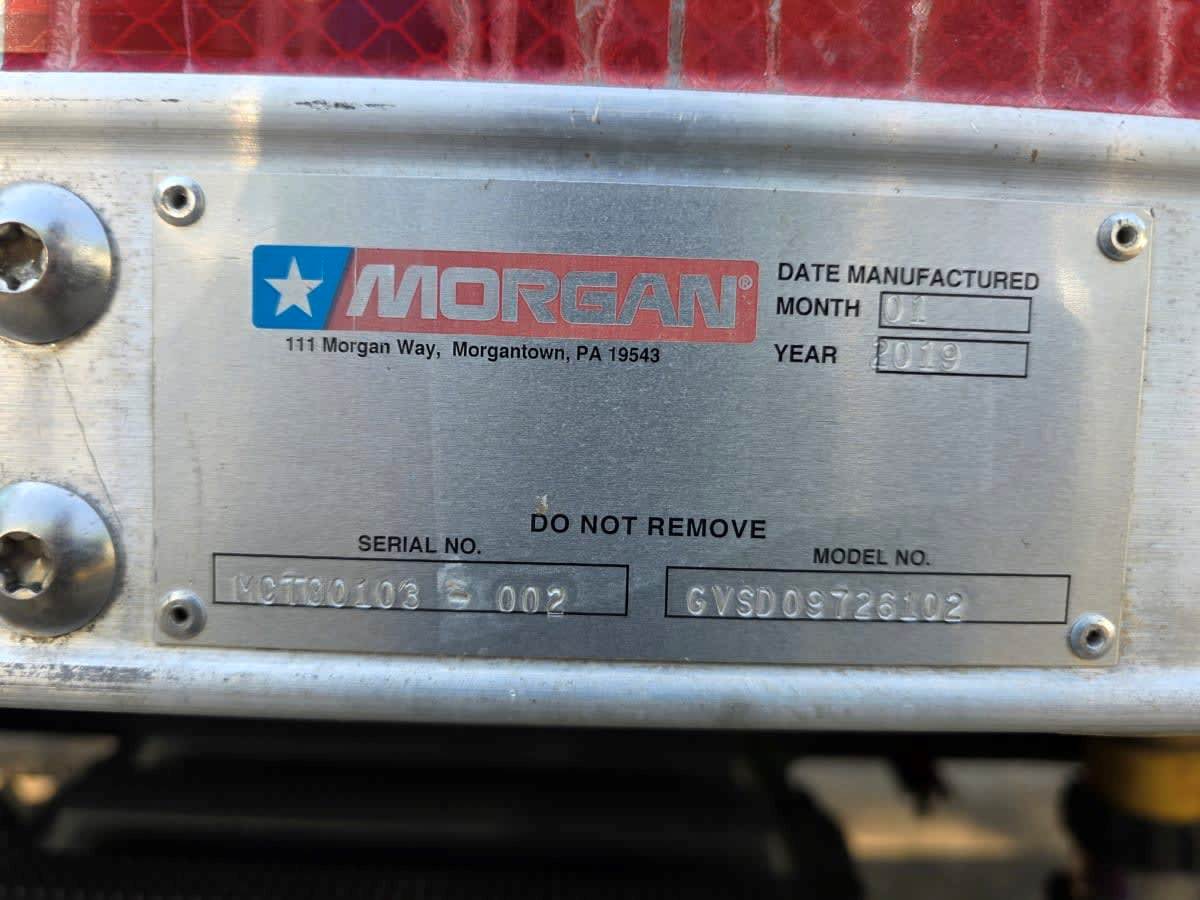 MORGAN®
111 Morgan Way, Morgantown, PA 19543
DATE MANUFACTURED
MONTH 01
YEAR 2019
DO NOT REMOVE
SERIAL NO.
002
MODEL NO.
GVSD09726102